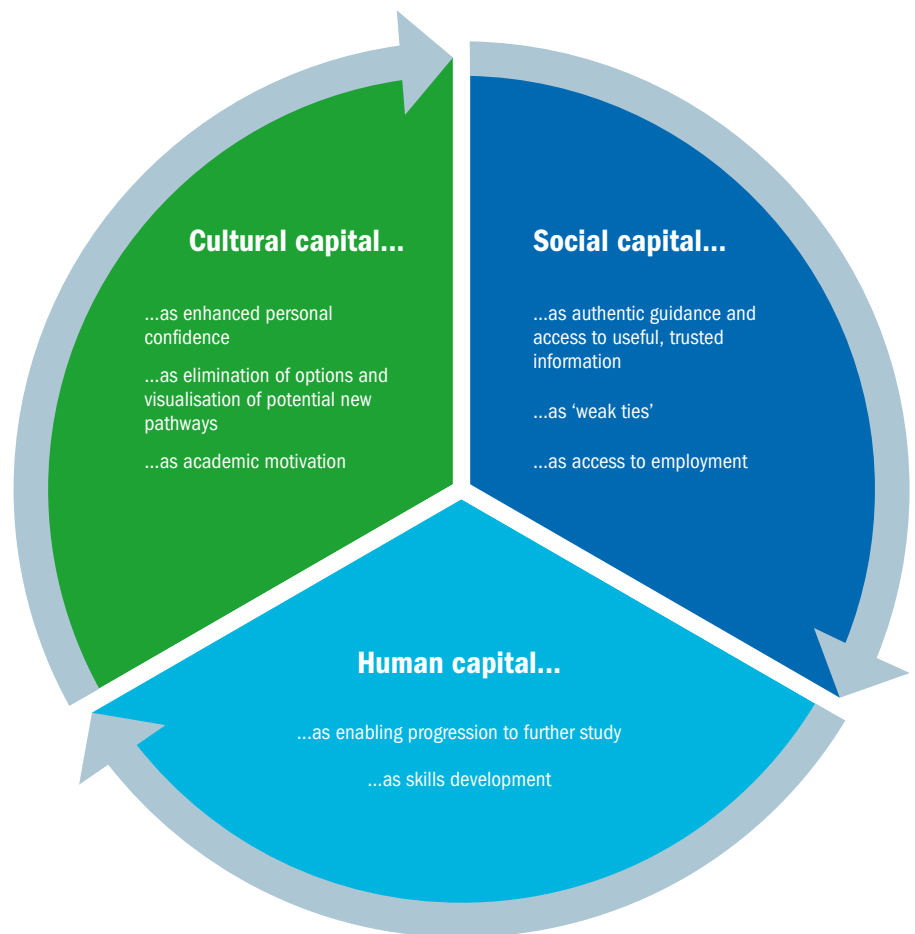 Cultural capital...
...as enhanced personal
confidence
...as elimination of options and
visualisation of potential new
pathways
...as academic motivation
Social capital...
...as authentic guidance and
access to useful, trusted
information
...as ‘weak ties’
...as access to employment
Human capital...
...as enabling progression to further study
...as skills development